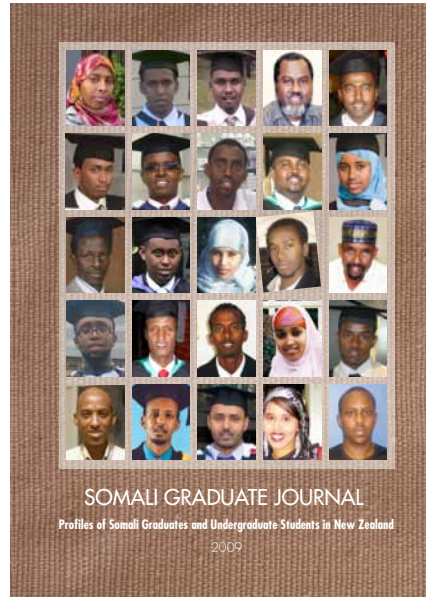 SOMALI GRADUATE JOURNAL
Profiles of Somali Graduates and Undergraduate Students in New Zealand
2009